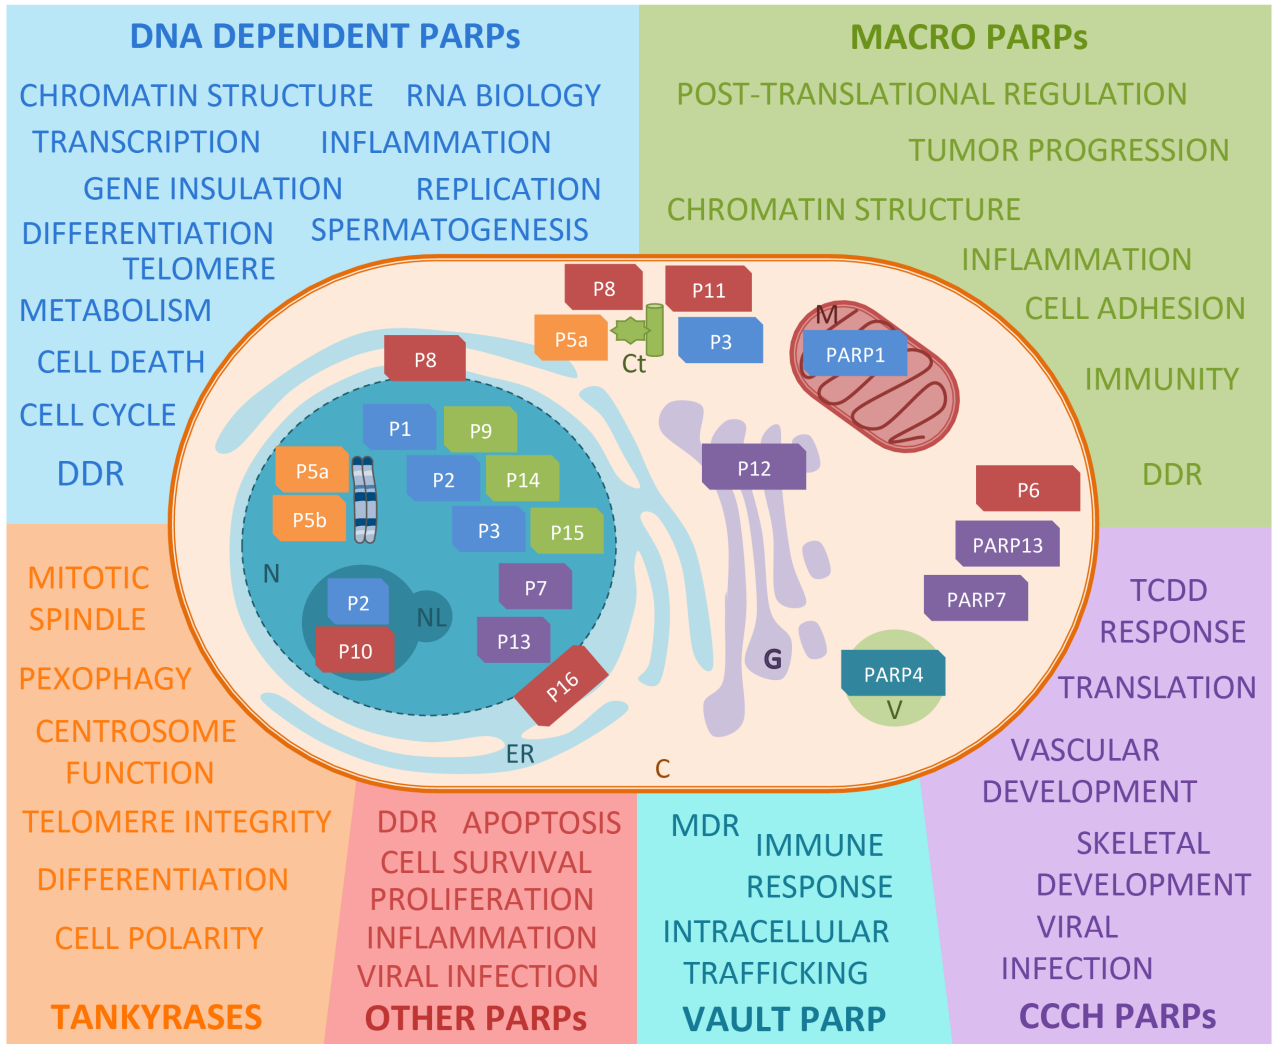 DNA DEPENDENT PARPs
CHROMATIN STRUCTURE RNA BIOLOGY
TRANSCRIPTION INFLAMMATION
GENE INSULATION REPLICATION
DIFFERENTIATION SPERMATOGENESIS
TELOMERE
METABOLISM
CELL DEATH
CELL CYCLE
DDR
MACRO PARPs
POST-TRANSLATIONAL REGULATION
TUMOR PROGRESSION
CHROMATIN STRUCTURE
INFLAMMATION
CELL ADHESION
IMMUNITY
DDR
P8
P11
P5a
P3
Ct
M
PARP1
P8
P1
P9
P5a
P2
P14
P5b
P3
P15
N
P7
P2
NL
P13
P10
P16
ER
P12
G
C
P6
PARP13
PARP7
PARP4
V
MITOTIC
SPINDLE
PEXOPHAGY
CENTROSOME
FUNCTION
TELOMERE INTEGRITY
DIFFERENTIATION
CELL POLARITY
TANKYRASES
DDR APOPTOSIS
CELL SURVIVAL
PROLIFERATION
INFLAMMATION
VIRAL INFECTION
OTHER PARPs
MDR
IMMUNE
RESPONSE
INTRACELLULAR
TRAFFICKING
VAULT PARP
TCDD
RESPONSE
TRANSLATION
VASCULAR
DEVELOPMENT
SKELETAL
DEVELOPMENT
VIRAL
INFECTION
CCCH PARPs